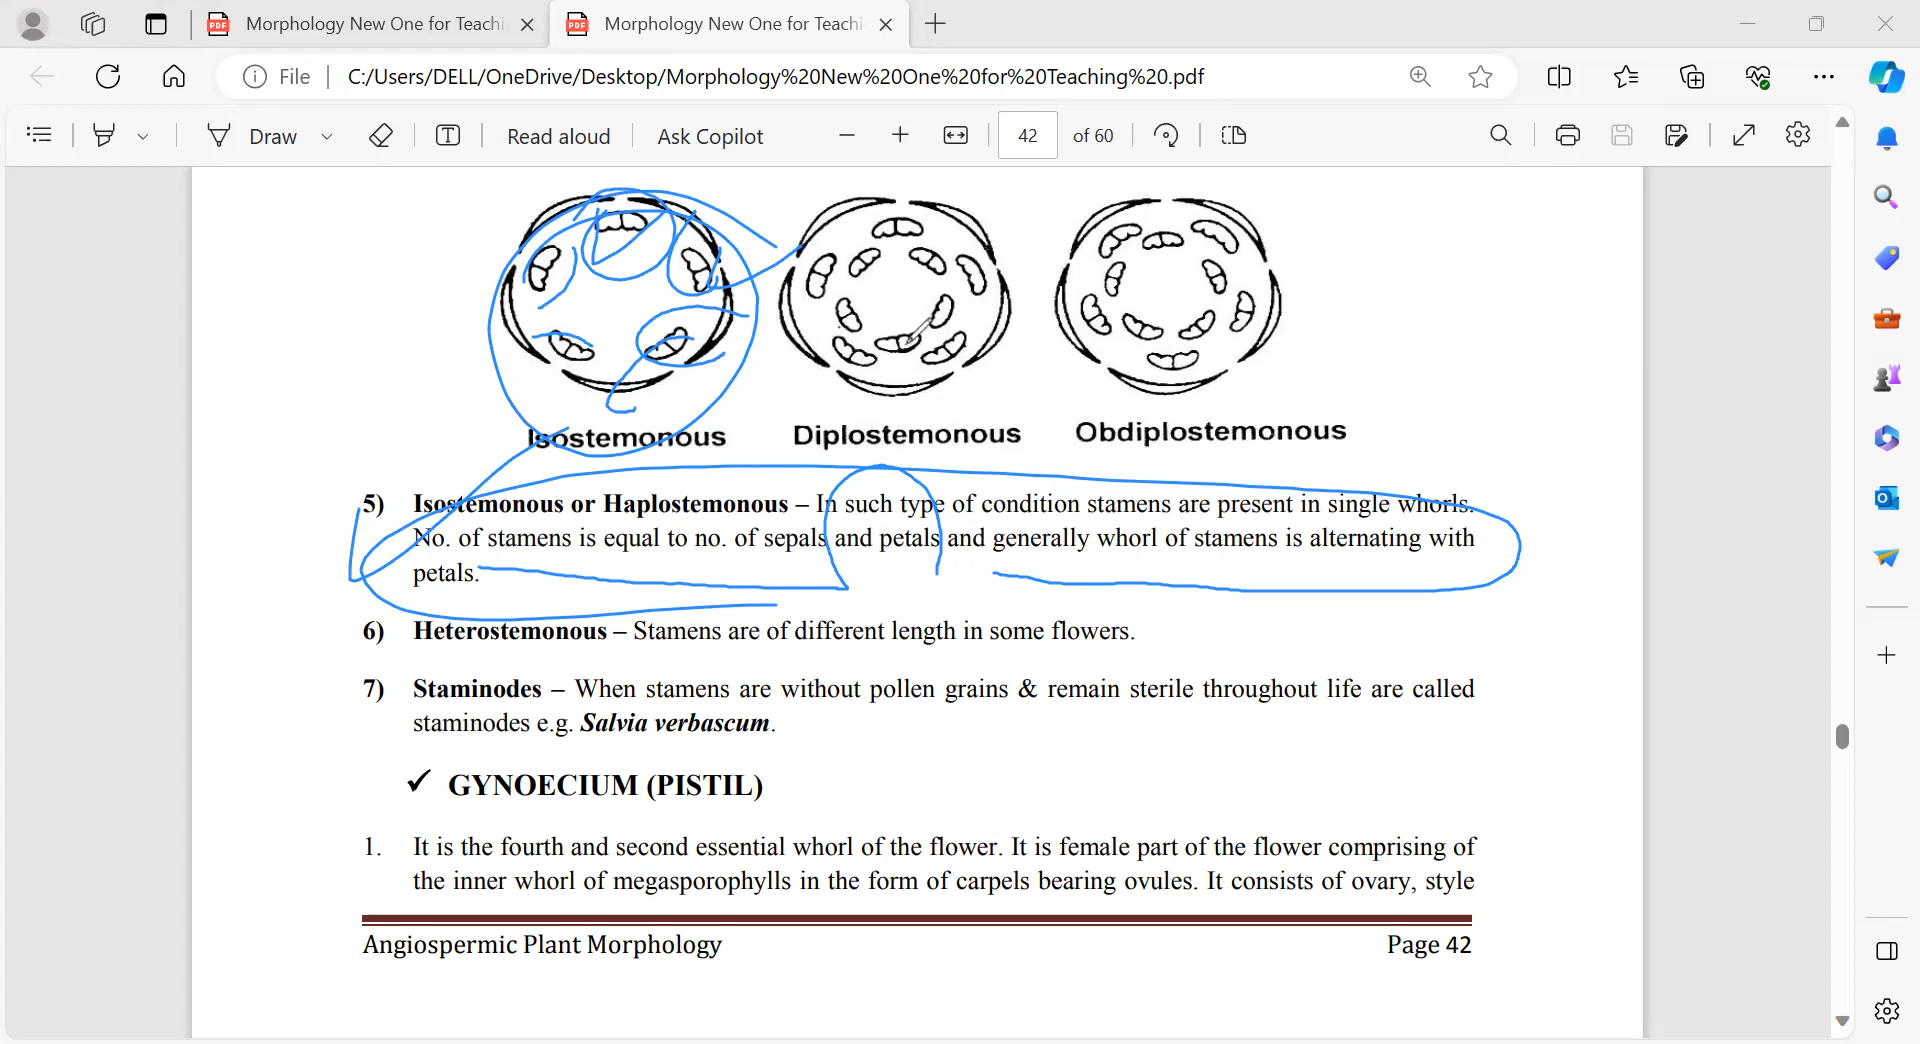 Morphology New One for Teachi
Morphology New One for Teachi
File
C:/Users/DELL/OneDrive/Desktop/Morphology%20New%20One%20for%20Teaching%20.pdf
Draw
Read aloud
Ask Copilot
42 of 60
Isostemonous
Diplostemonous
Obdiplostemonous
5) Isostemonous or Haplostemonous – In such type of condition stamens are present in single whorls.
No. of stamens is equal to no. of sepals and petals and generally whorl of stamens is alternating with
petals.
6) Heterostemonous – Stamens are of different length in some flowers.
7) Staminodes – When stamens are without pollen grains & remain sterile throughout life are called
staminodes e.g. Salvia verbascum.
✓ GYNOECIUM (PISTIL)
1. It is the fourth and second essential whorl of the flower. It is female part of the flower comprising of
the inner whorl of megasporophylls in the form of carpels bearing ovules. It consists of ovary, style
Angiospermic Plant Morphology
Page 42